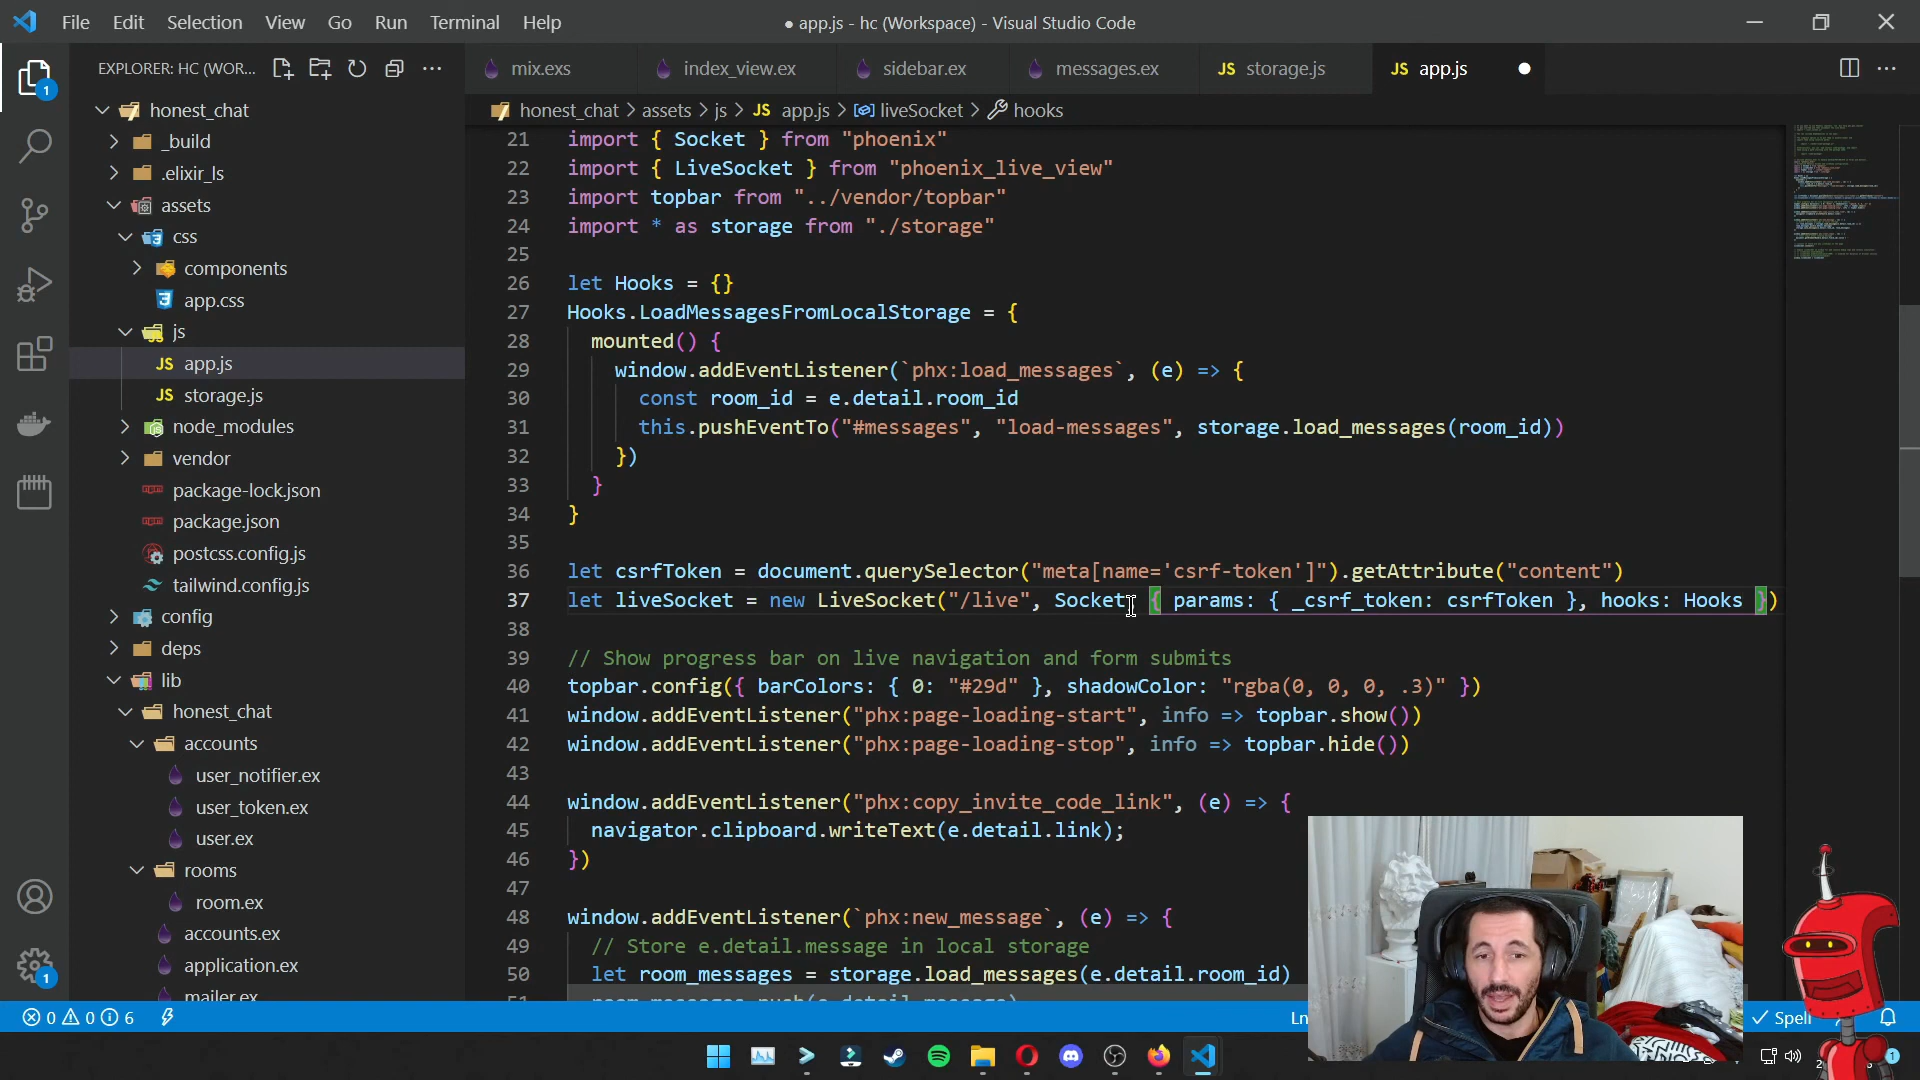 File Edit Selection View Go Run Terminal Help
● app.js - hc (Workspace) - Visual Studio Code
EXPLORER: HC (WOR...
mix.exs index_view.ex sidebar.ex messages.ex JS storage.js JS app.js
honest_chat > assets > js > JS app.js > liveSocket > hooks
1
honest_chat
_build
.elixir_ls
assets
css
components
app.css
js
JS app.js
JS storage.js
node_modules
vendor
package-lock.json
package.json
postcss.config.js
tailwind.config.js
config
deps
lib
honest_chat
accounts
user_notifier.ex
user_token.ex
user.ex
rooms
room.ex
accounts.ex
application.ex
mailer.ex
1
21 import { Socket } from "phoenix"
22 import { LiveSocket } from "phoenix_live_view"
23 import topbar from "../vendor/topbar"
24 import * as storage from "./storage"
25
26 let Hooks = {}
27 Hooks.LoadMessagesFromLocalStorage = {
28 mounted() {
29 window.addEventListener(`phx:load_messages`, (e) => {
30 const room_id = e.detail.room_id
31 this.pushEventTo("#messages", "load-messages", storage.load_messages(room_id))
32 })
33 }
34 }
35
36 let csrfToken = document.querySelector("meta[name='csrf-token']").getAttribute("content")
37 let liveSocket = new LiveSocket("/live", Socket, { params: { _csrf_token: csrfToken }, hooks: Hooks })
38
39 // Show progress bar on live navigation and form submits
40 topbar.config({ barColors: { 0: "#29d" }, shadowColor: "rgba(0, 0, 0, .3)" })
41 window.addEventListener("phx:page-loading-start", info => topbar.show())
42 window.addEventListener("phx:page-loading-stop", info => topbar.hide())
43
44 window.addEventListener("phx:copy_invite_code_link", (e) => {
45 navigator.clipboard.writeText(e.detail.link);
46 })
47
48 window.addEventListener(`phx:new_message`, (e) => {
49 // Store e.detail.message in local storage
50 let room_messages = storage.load_messages(e.detail.room_id)
51 room_messages.push(e.detail.message)
0 0 6
Ln
Spell
1